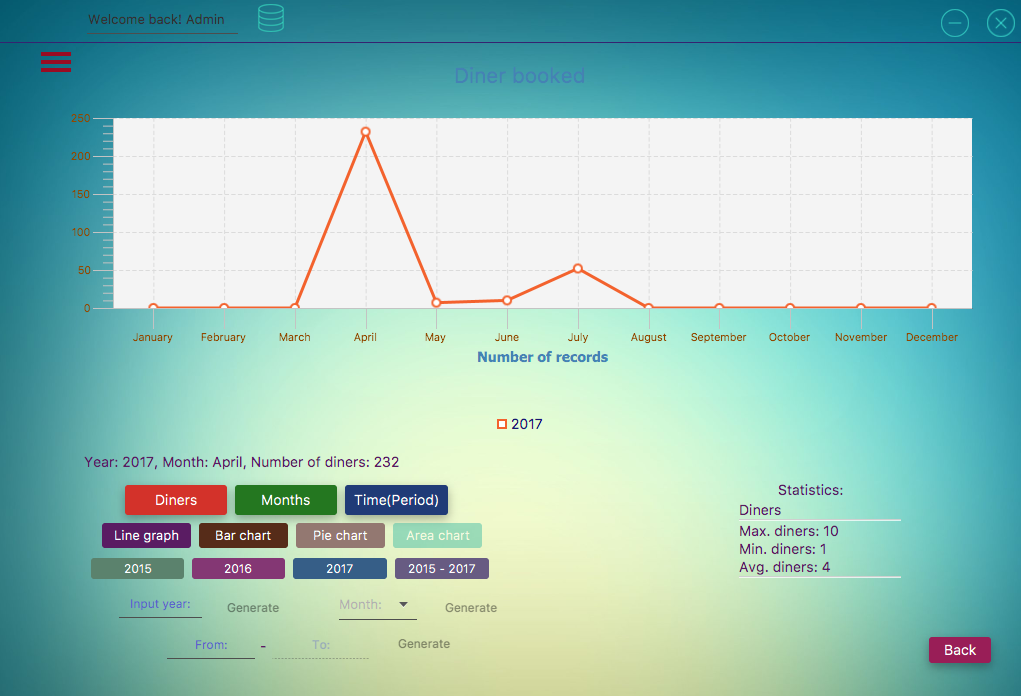 Welcome back! Admin
Diner booked
250
200
150
100
50
0
January February March April May June July August September October November December
Number of records
2017
Year: 2017, Month: April, Number of diners: 232
Diners Months Time(Period)
Line graph Bar chart Pie chart Area chart
2015 2016 2017 2015 - 2017
Input year: Generate Month: Generate
From: - To: Generate
Statistics:
Diners
Max. diners: 10
Min. diners: 1
Avg. diners: 4
Back